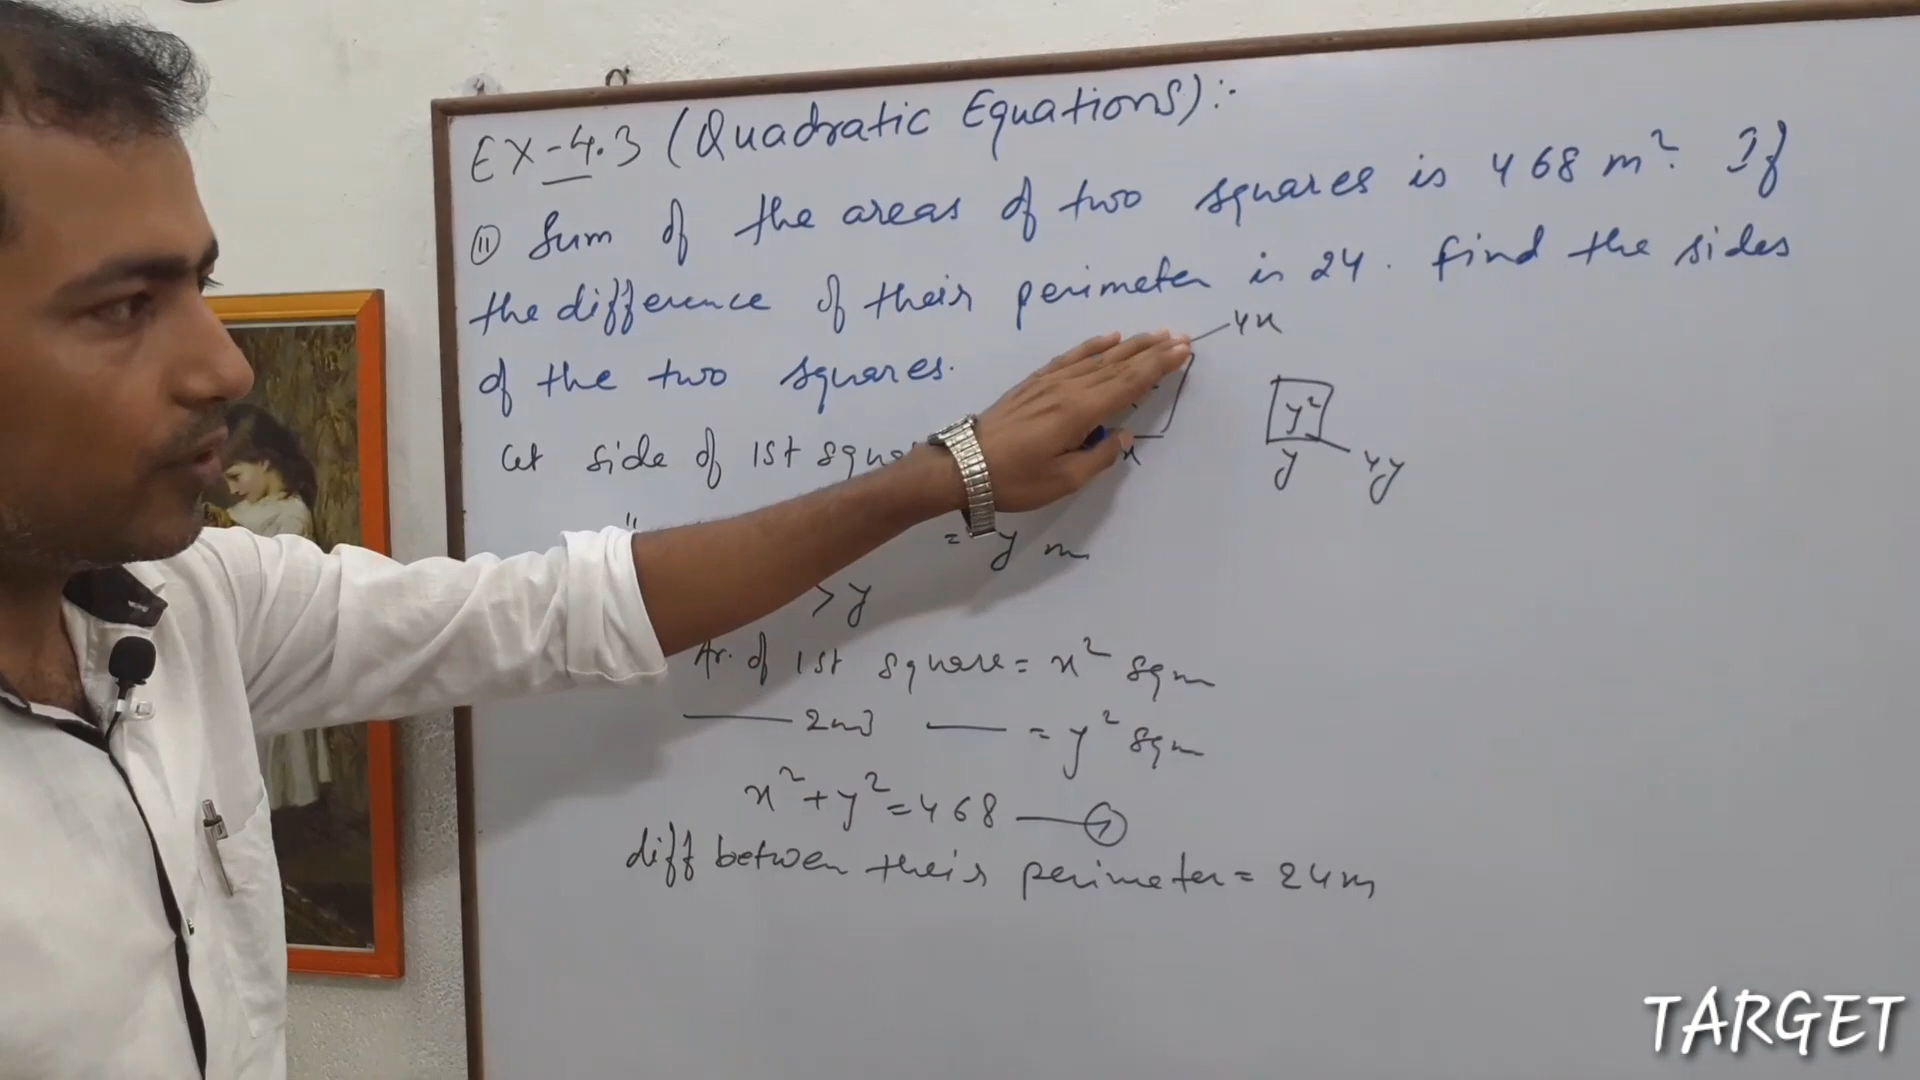 EX-4.3 (Quadratic Equations):-
⑪ Sum of the areas of two squares is 468 m². If
the difference of their perimeter is 24. find the sides
of the two squares.
4x
y²
y
4y
x
Let side of 1st squar
"
= y m
> y
Ar. of 1st square = x² sqm
——— 2nd —— = y² sqm
x² + y² = 468 ——
diff between their perimeter = 24m
TARGET